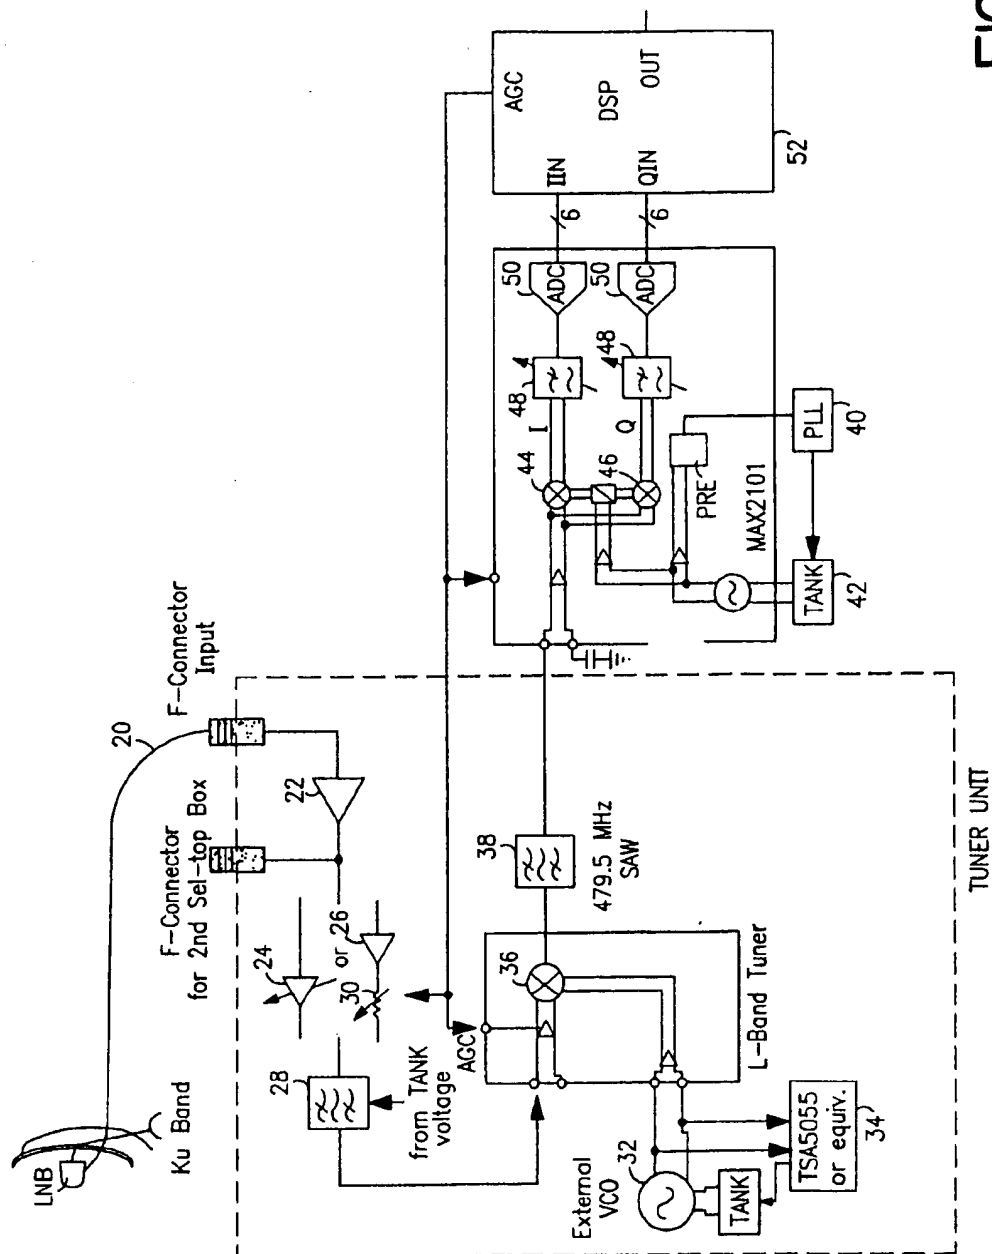 FIG
20
F-Connector
Input
F-Connector
for 2nd Sel-top Box
LNB
Ku Band
22
24
or 26
30
28
from TANK
voltage
AGC
36
38
479.5 MHz
SAW
L-Band Tuner
External
VCO
32
TANK
TSA5055
or equiv.
34
TUNER UNIT
44
I
46
Q
48
48
50
ADC
50
ADC
6
6
PRE
MAX2101
PLL
40
TANK
42
AGC
IIN
QIN
DSP
OUT
52